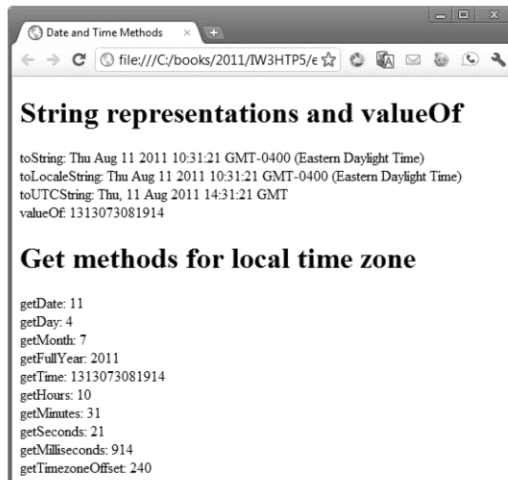 Date and Time Methods
file:///C:/books/2011/IW3HTP5/e
String representations and valueOf
toString: Thu Aug 11 2011 10:31:21 GMT-0400 (Eastern Daylight Time)
toLocaleString: Thu Aug 11 2011 10:31:21 GMT-0400 (Eastern Daylight Time)
toUTCString: Thu, 11 Aug 2011 14:31:21 GMT
valueOf: 1313073081914
Get methods for local time zone
getDate: 11
getDay: 4
getMonth: 7
getFullYear: 2011
getTime: 1313073081914
getHours: 10
getMinutes: 31
getSeconds: 21
getMilliseconds: 914
getTimezoneOffset: 240